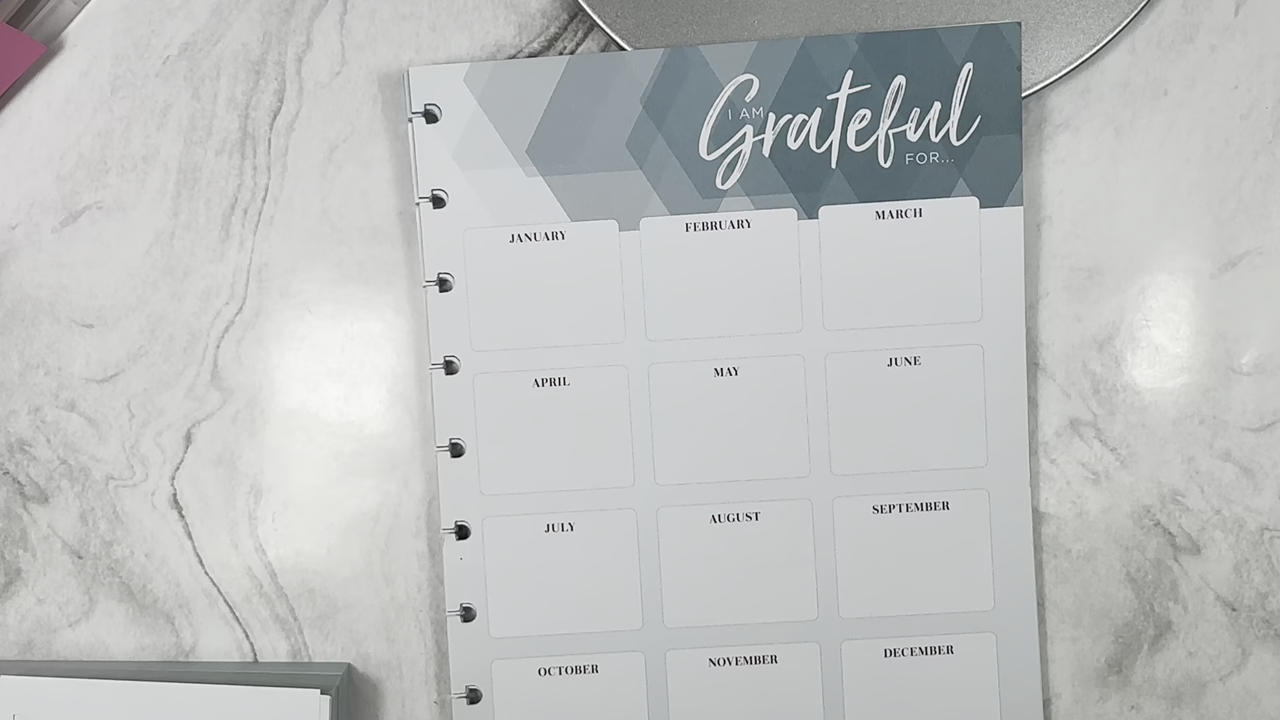 I AM
Grateful
FOR...
JANUARY
FEBRUARY
MARCH
APRIL
MAY
JUNE
JULY
AUGUST
SEPTEMBER
OCTOBER
NOVEMBER
DECEMBER